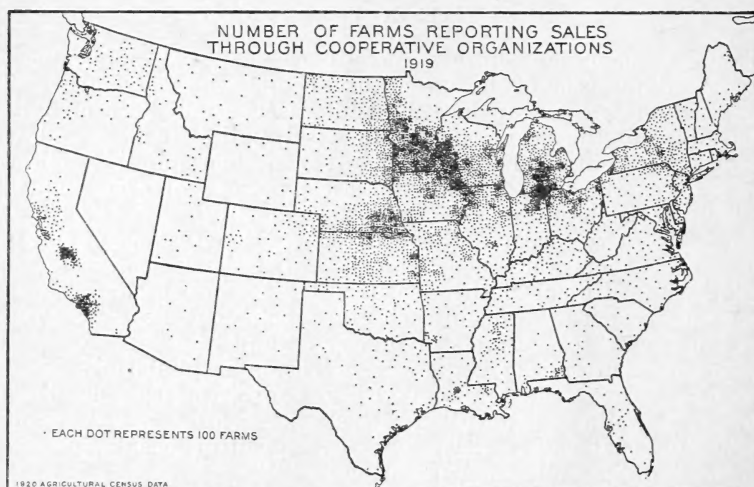 NUMBER OF FARMS REPORTING SALES
THROUGH COOPERATIVE ORGANIZATIONS
1919
· EACH DOT REPRESENTS 100 FARMS
1920 AGRICULTURAL CENSUS DATA